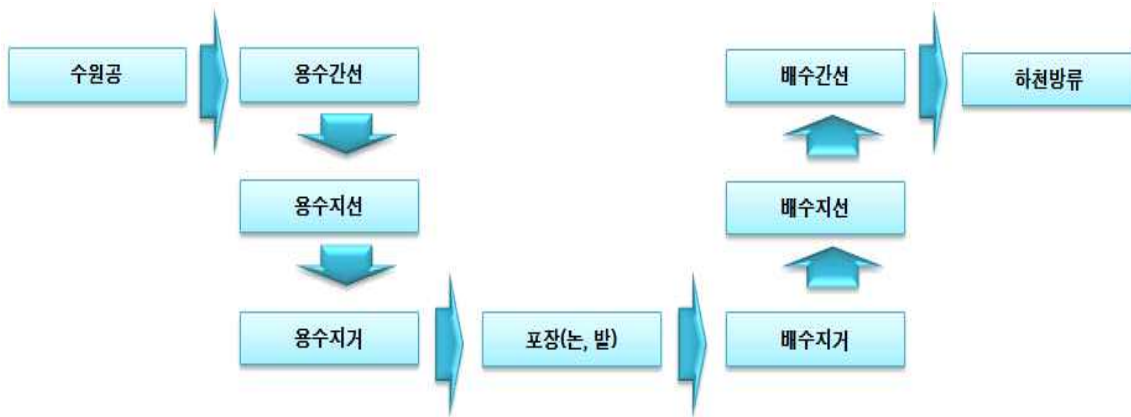 수원공
용수간선
용수지선
용수지거
포장(논, 발)
배수지거
배수지선
배수간선
하천방류